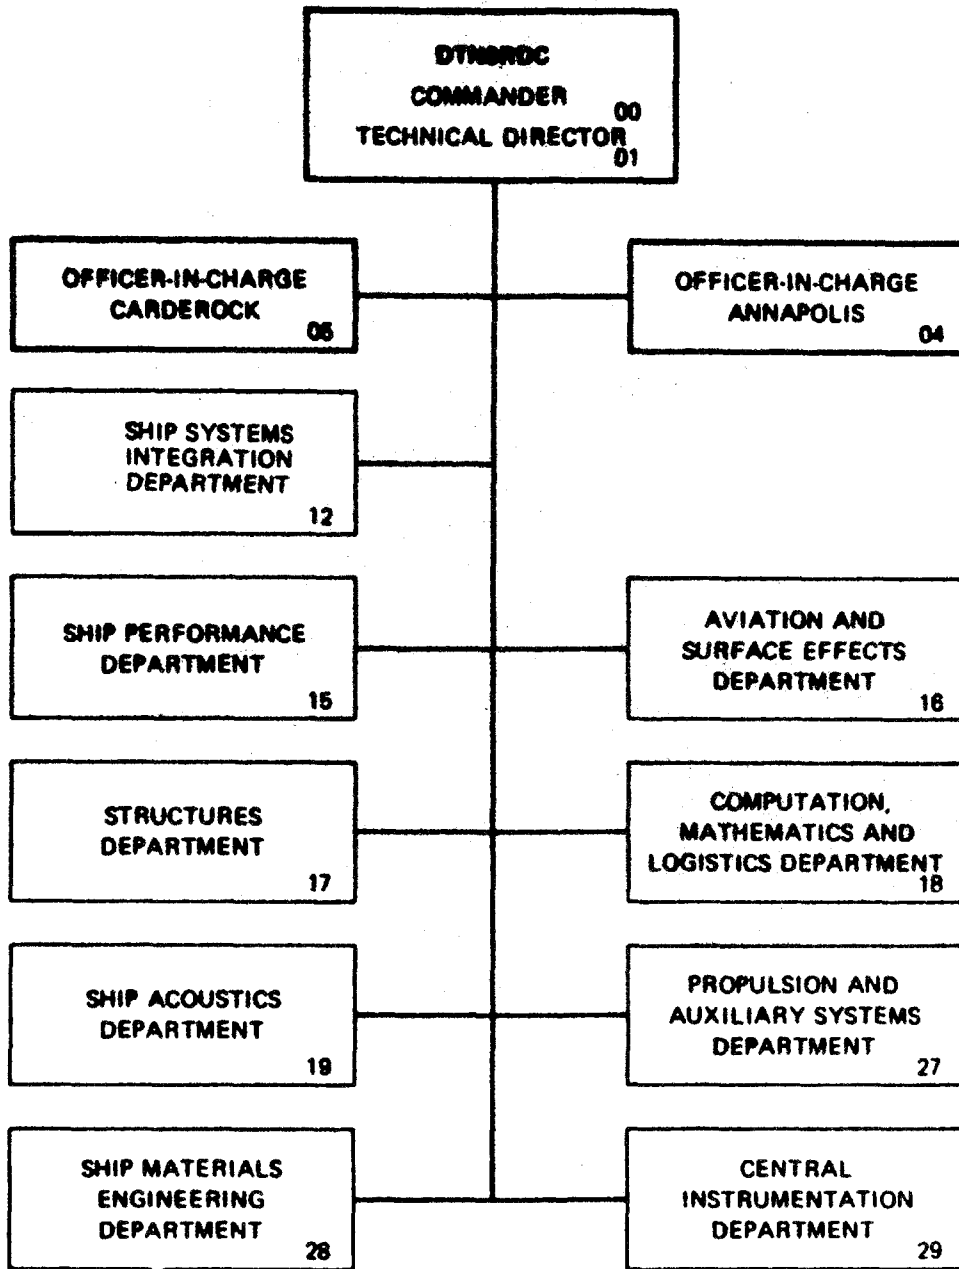 DTNSRDC
COMMANDER
00
TECHNICAL DIRECTOR
01
OFFICER-IN-CHARGE
CARDEROCK
05
OFFICER-IN-CHARGE
ANNAPOLIS
04
SHIP SYSTEMS
INTEGRATION
DEPARTMENT
12
SHIP PERFORMANCE
DEPARTMENT
15
AVIATION AND
SURFACE EFFECTS
DEPARTMENT
16
STRUCTURES
DEPARTMENT
17
COMPUTATION,
MATHEMATICS AND
LOGISTICS DEPARTMENT
18
SHIP ACOUSTICS
DEPARTMENT
19
PROPULSION AND
AUXILIARY SYSTEMS
DEPARTMENT
27
SHIP MATERIALS
ENGINEERING
DEPARTMENT
28
CENTRAL
INSTRUMENTATION
DEPARTMENT
29